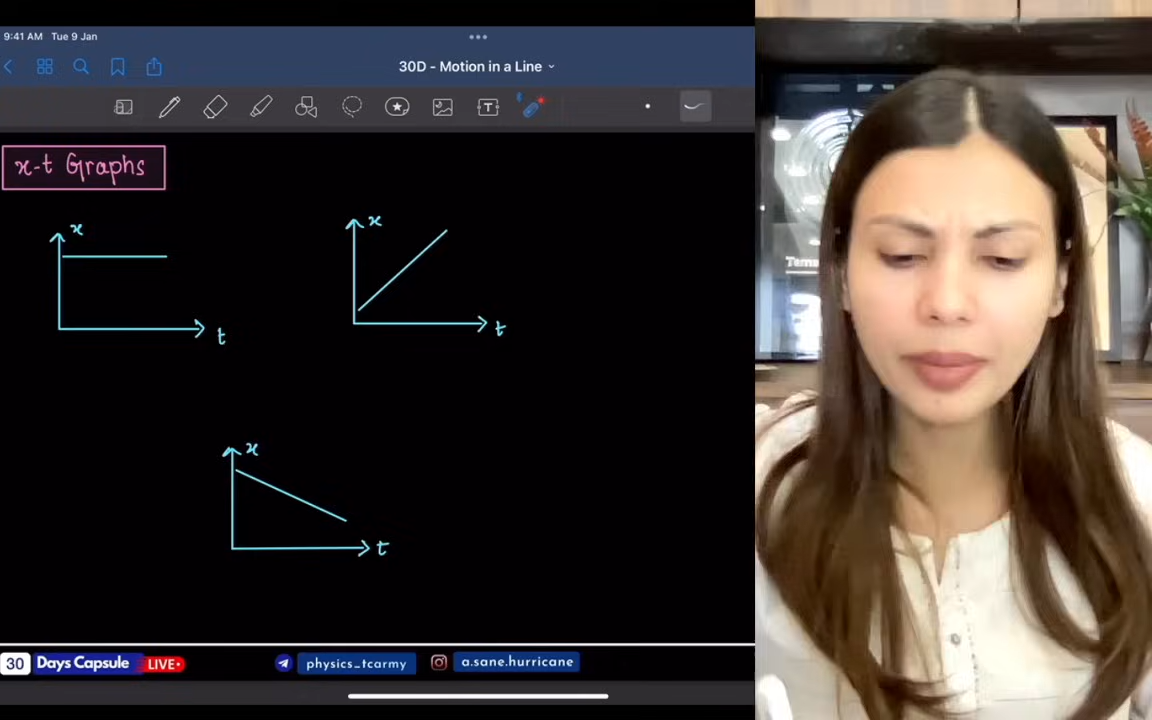 9:41 AM Tue 9 Jan
30D - Motion in a Line
T
x-t Graphs
x
t
x
t
x
t
30 Days Capsule LIVE
physics_tcarmy
a.sane.hurricane